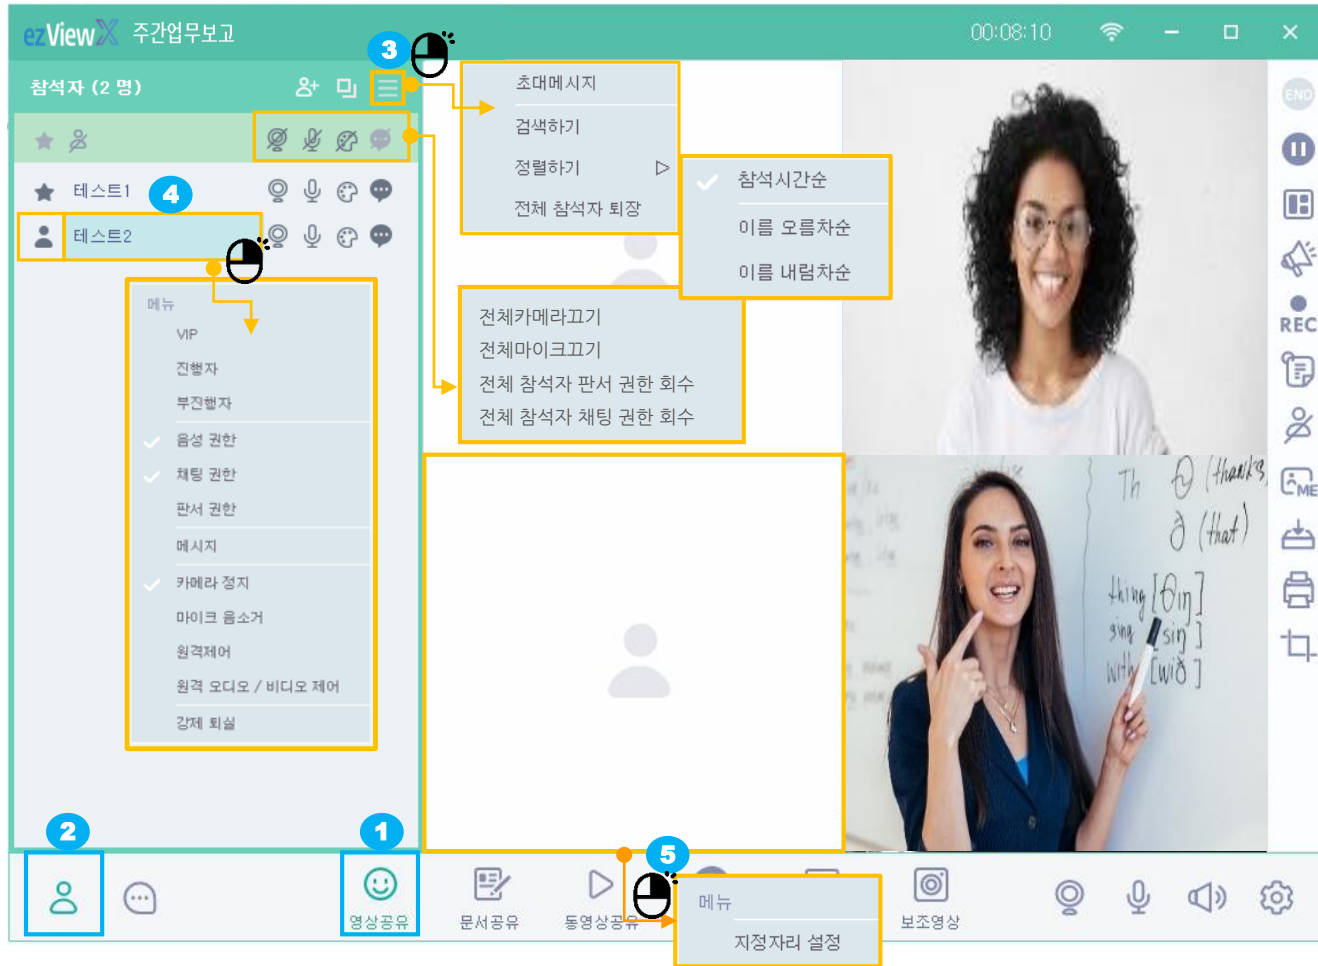 ezViewX 주간업무보고
00:08:10
참석자 (2 명)
3
END
초대메시지
검색하기
정렬하기
전체 참석자 퇴장
참석시간순
이름 오름차순
이름 내림차순
테스트1
4
테스트2
REC
전체카메라끄기
전체마이크끄기
전체 참석자 판서 권한 회수
전체 참석자 채팅 권한 회수
메뉴
VIP
진행자
부진행자
음성 권한
채팅 권한
판서 권한
메시지
카메라 정지
마이크 음소거
원격제어
원격 오디오 / 비디오 제어
강제 퇴실
Th θ (thanks)
ð (that)
thing [θiŋ]
sing [siŋ]
with [wið]
ME
2
1
5
영상공유
문서공유
동영상공유
보조영상
메뉴
지정자리 설정